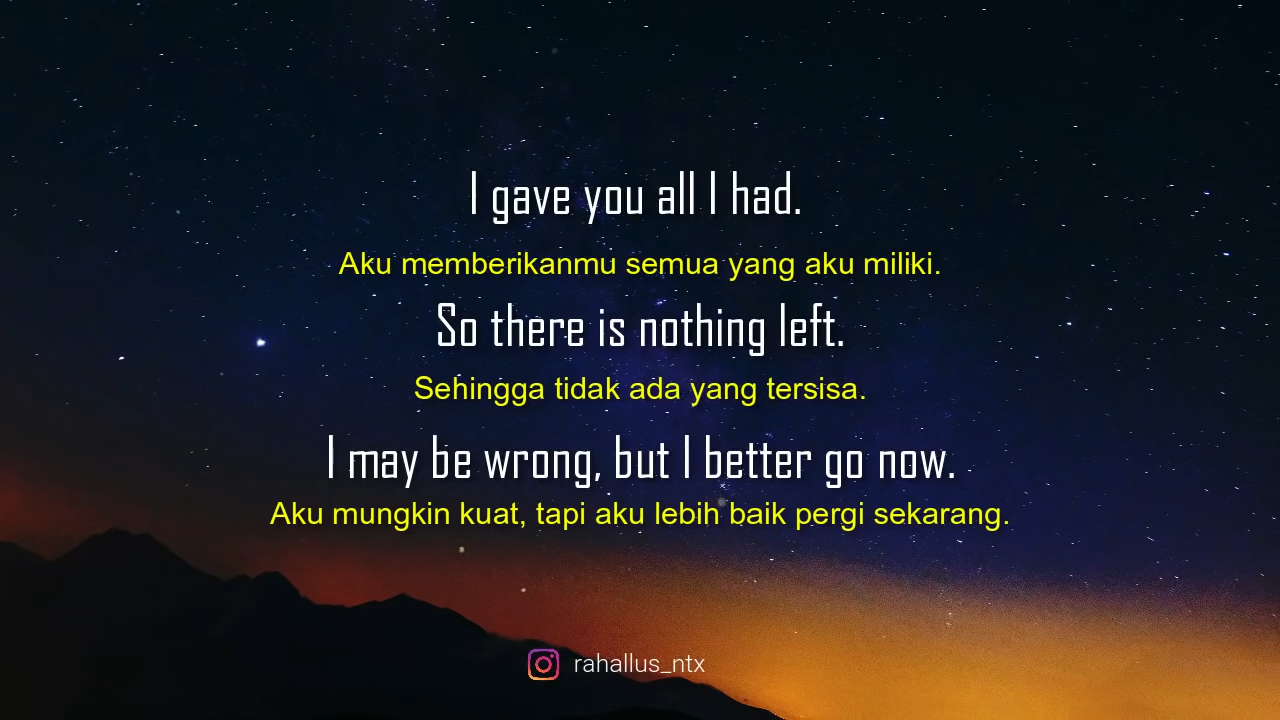 I gave you all I had.
Aku memberikanmu semua yang aku miliki.
So there is nothing left.
Sehingga tidak ada yang tersisa.
I may be wrong, but I better go now.
Aku mungkin kuat, tapi aku lebih baik pergi sekarang.
rahallus_ntx